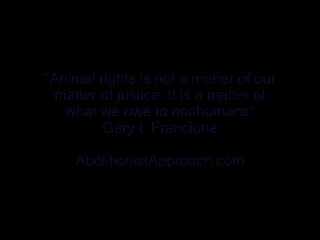 "Animal rights is not a matter of our
matter of justice. It is a matter of
what we owe to nonhumans"
Gary L Francione

AbolitionistApproach.com